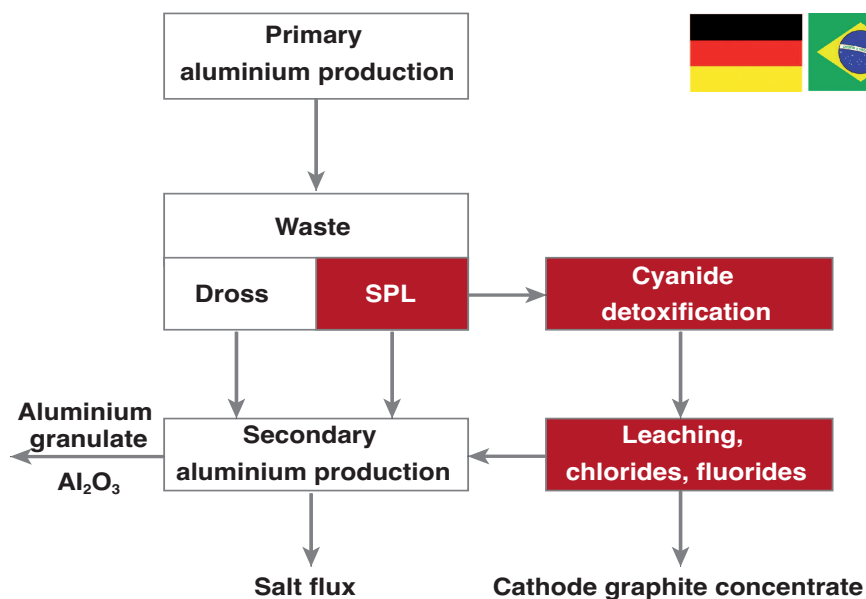 Primary
aluminium production
Waste
Dross
SPL
Cyanide
detoxification
Aluminium
granulate
Al₂O₃
Secondary
aluminium production
Leaching,
chlorides, fluorides
Salt flux
Cathode graphite concentrate